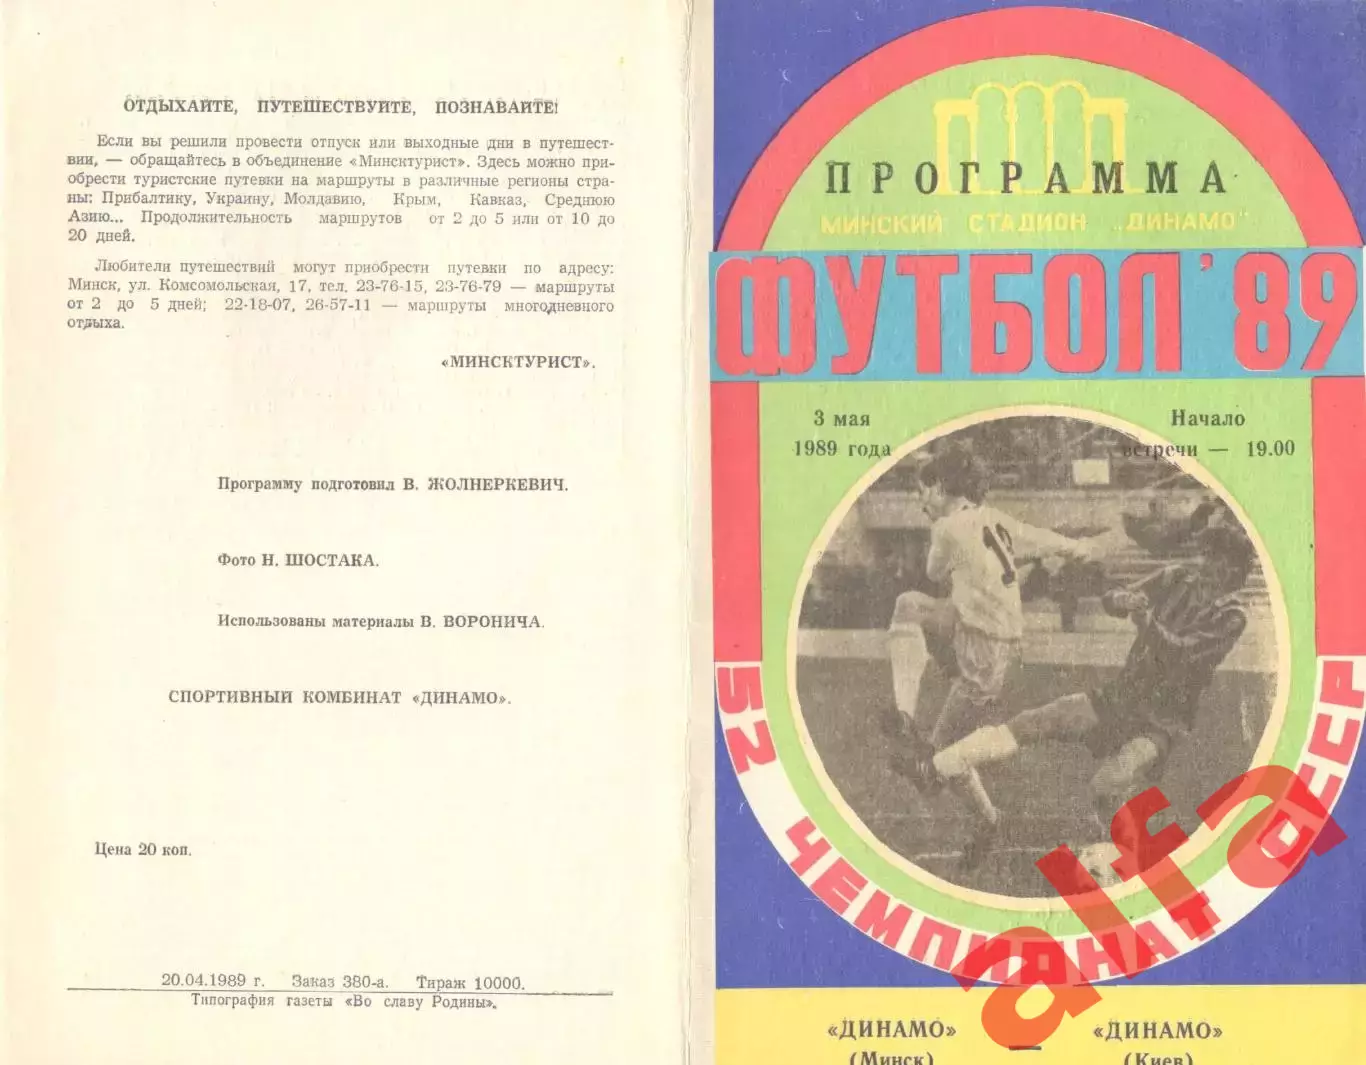 ОТДЫХАЙТЕ, ПУТЕШЕСТВУЙТЕ, ПОЗНАВАЙТЕ!
Если вы решили провести отпуск или выходные дни в путешест-
вии, — обращайтесь в объединение «Минсктурист». Здесь можно при-
обрести туристские путевки на маршруты в различные регионы стра-
ны: Прибалтику, Украину, Молдавию, Крым, Кавказ, Среднюю
Азию... Продолжительность маршрутов от 2 до 5 или от 10 до
20 дней.
Любители путешествий могут приобрести путевки по адресу:
Минск, ул. Комсомольская, 17, тел. 23-76-15, 23-76-79 — маршруты
от 2 до 5 дней; 22-18-07, 26-57-11 — маршруты многодневного
отдыха.
«МИНСКТУРИСТ».
Программу подготовил В. ЖОЛНЕРКЕВИЧ.
Фото Н. ШОСТАКА.
Использованы материалы В. ВОРОНИЧА.
СПОРТИВНЫЙ КОМБИНАТ «ДИНАМО».
Цена 20 коп.
20.04.1989 г. Заказ 380-а. Тираж 10000.
Типография газеты «Во славу Родины».
ПРОГРАММА
МИНСКИЙ СТАДИОН „ДИНАМО"
ФУТБОЛ'89
3 мая
1989 года
Начало
встречи — 19.00
12
52 ЧЕМПИОНАТ СССР
alfa
«ДИНАМО» — «ДИНАМО»
(Минск) (Киев)